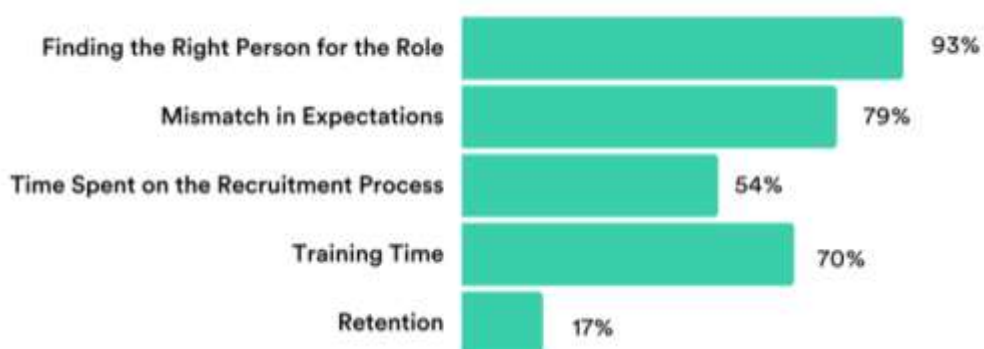 Finding the Right Person for the Role 93%
Mismatch in Expectations 79%
Time Spent on the Recruitment Process 54%
Training Time 70%
Retention 17%